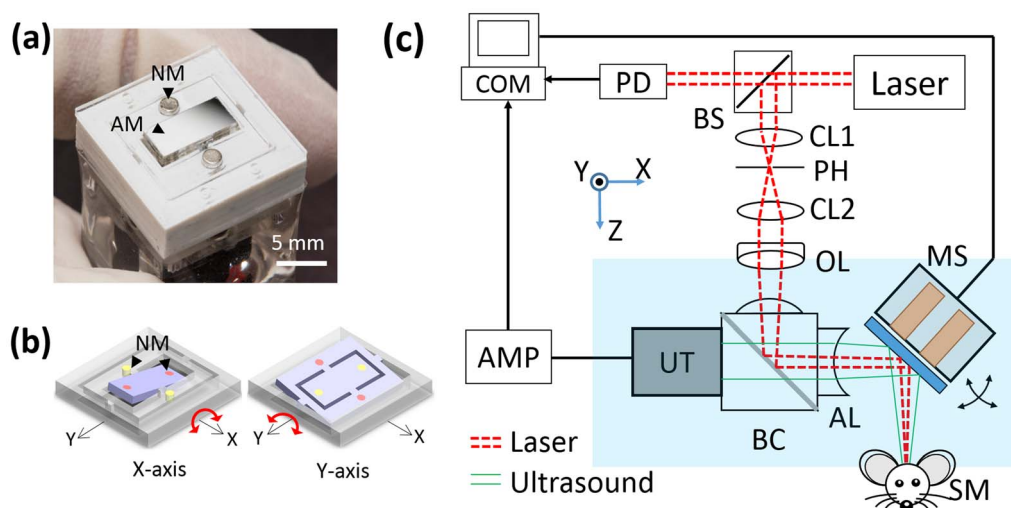 (a)
NM
AM
5 mm
(b)
NM
Y
X
X-axis
Y
X
Y-axis
(c)
COM
PD
BS
Laser
CL1
PH
CL2
OL
Y
X
Z
MS
AMP
UT
AL
BC
Laser
Ultrasound
SM